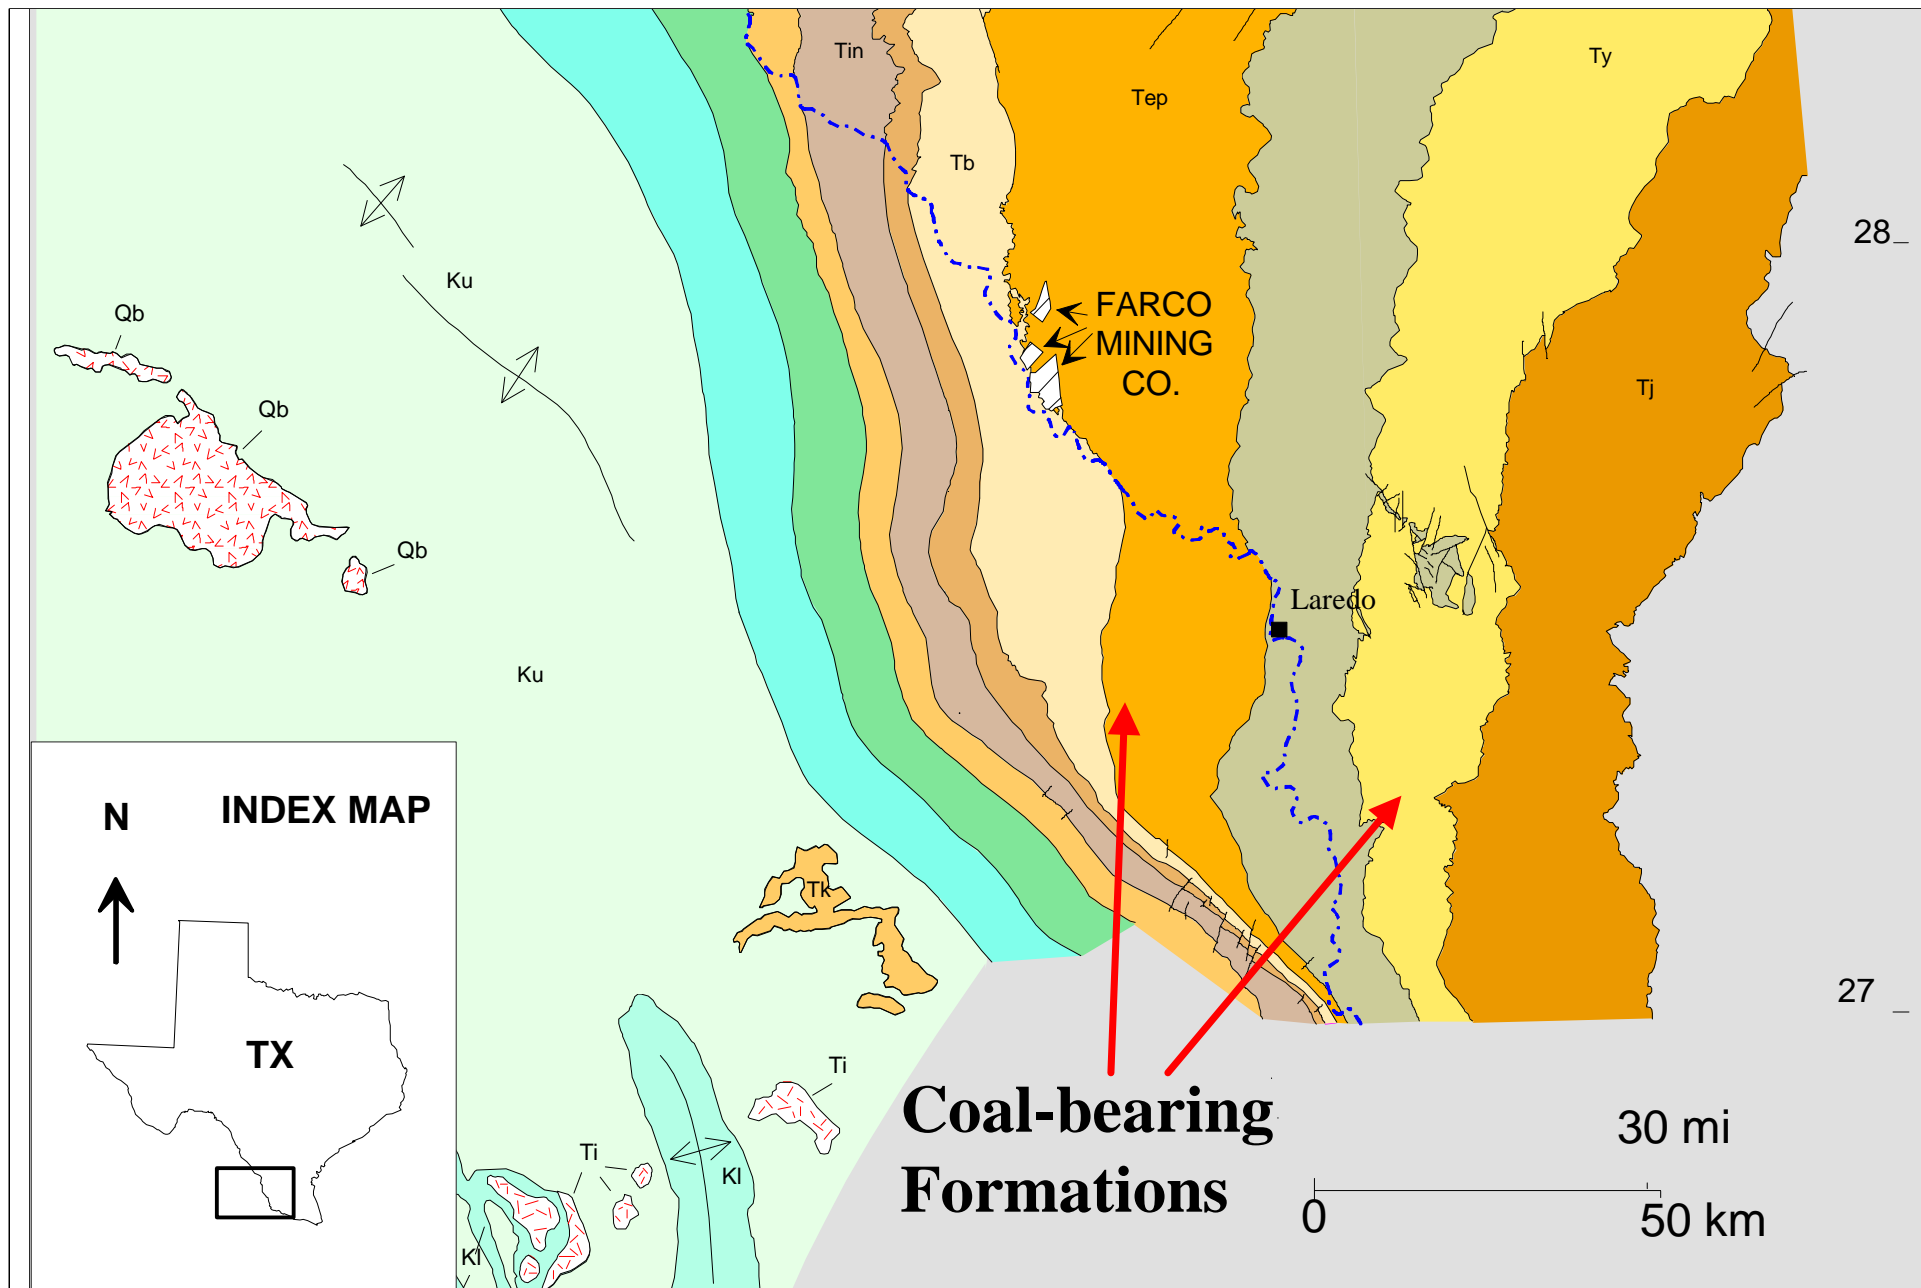 Tin
Ty
Tep
Tb
28
Ku
FARCO
MINING
CO.
Qb
Qb
Tj
Qb
Laredo
Ku
INDEX MAP
N
TX
Tk
27
Ti
Coal-bearing
Formations
30 mi
0
50 km
Ti
Kl
Kl